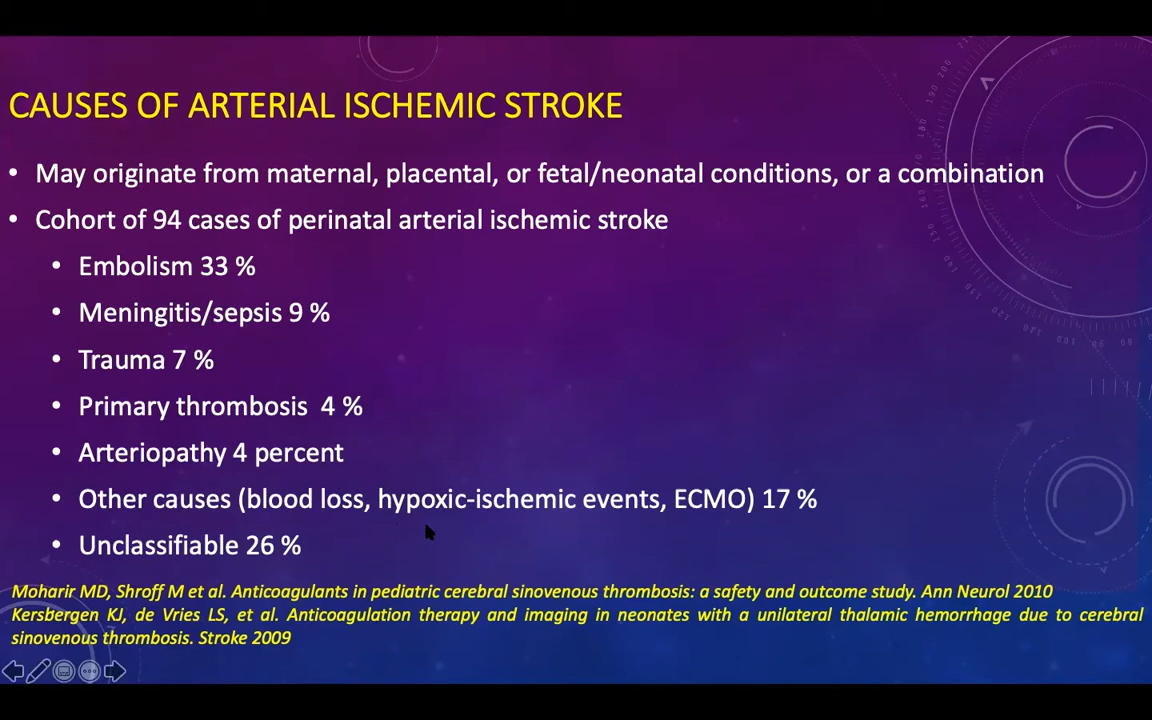 CAUSES OF ARTERIAL ISCHEMIC STROKE
• May originate from maternal, placental, or fetal/neonatal conditions, or a combination
• Cohort of 94 cases of perinatal arterial ischemic stroke
• Embolism 33 %
• Meningitis/sepsis 9 %
• Trauma 7 %
• Primary thrombosis 4 %
• Arteriopathy 4 percent
• Other causes (blood loss, hypoxic-ischemic events, ECMO) 17 %
• Unclassifiable 26 %
Moharir MD, Shroff M et al. Anticoagulants in pediatric cerebral sinovenous thrombosis: a safety and outcome study. Ann Neurol 2010
Kersbergen KJ, de Vries LS, et al. Anticoagulation therapy and imaging in neonates with a unilateral thalamic hemorrhage due to cerebral
sinovenous thrombosis. Stroke 2009